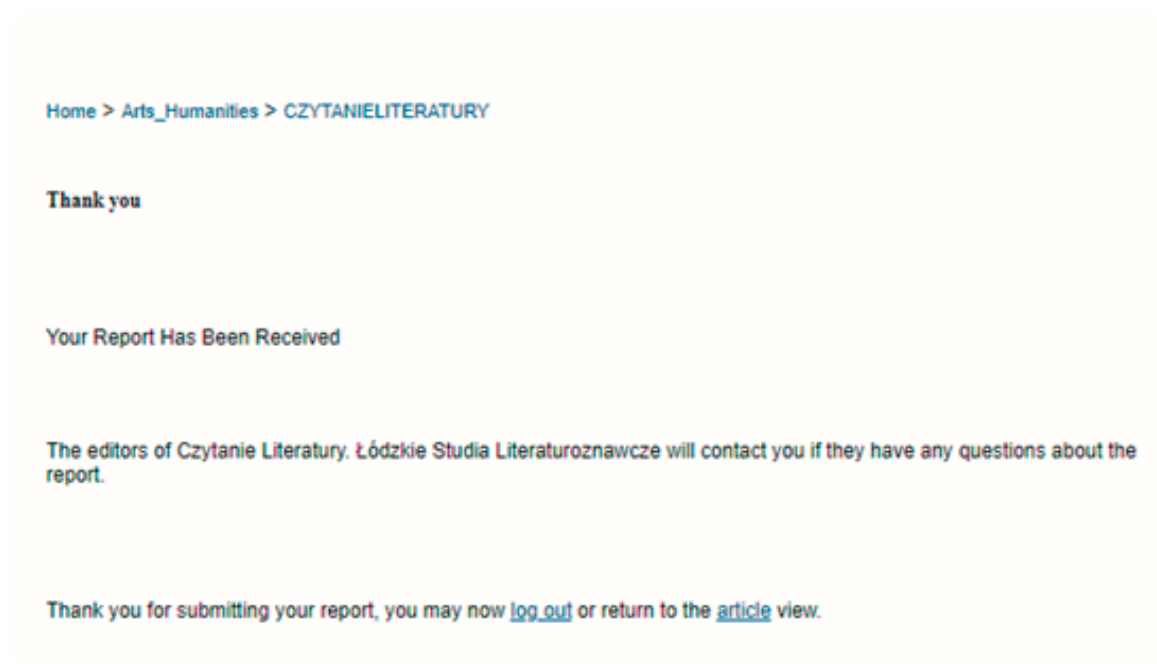 Home > Arts_Humanities > CZYTANIELITERATURY
Thank you
Your Report Has Been Received
The editors of Czytanie Literatury. Łódzkie Studia Literaturoznawcze will contact you if they have any questions about the
report.
Thank you for submitting your report, you may now log out or return to the article view.